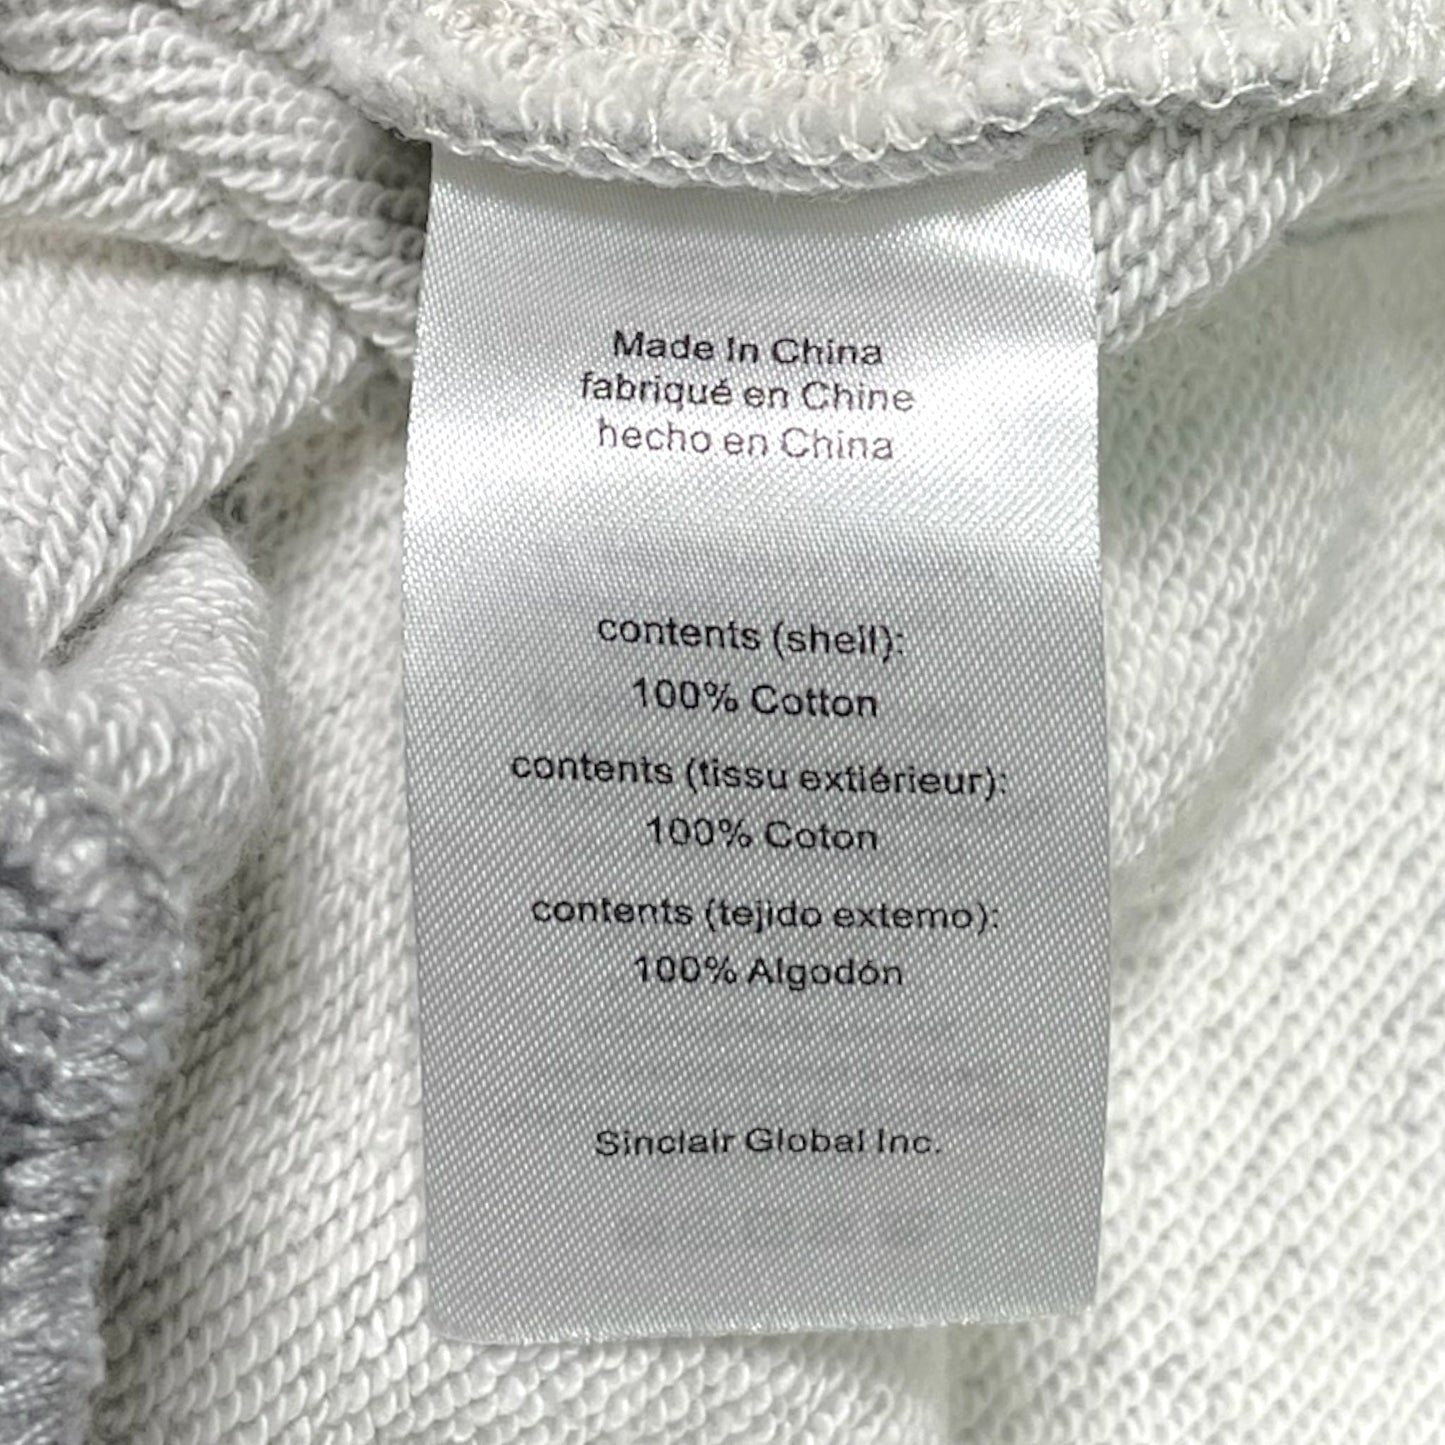 Made In China
fabriqué en Chine
hecho en China
contents (shell):
100% Cotton
contents (tissu extiérieur):
100% Coton
contents (tejido externo):
100% Algodón
Sinclair Global Inc.